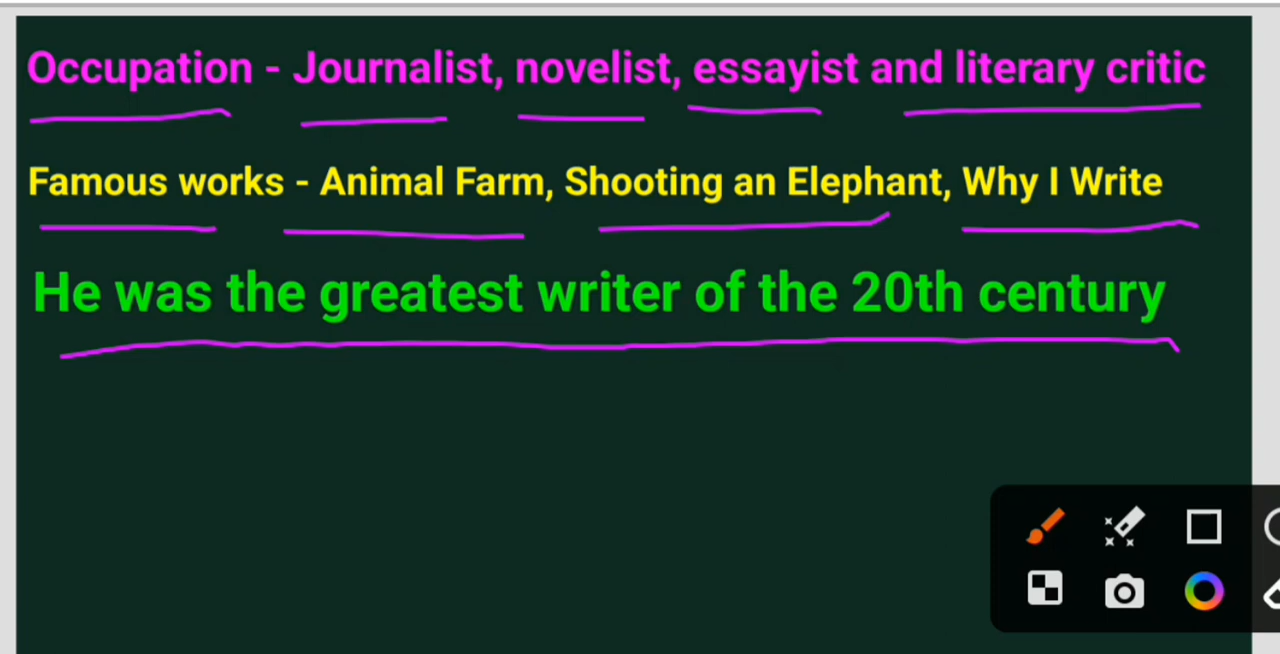 Occupation - Journalist, novelist, essayist and literary critic
Famous works - Animal Farm, Shooting an Elephant, Why I Write
He was the greatest writer of the 20th century